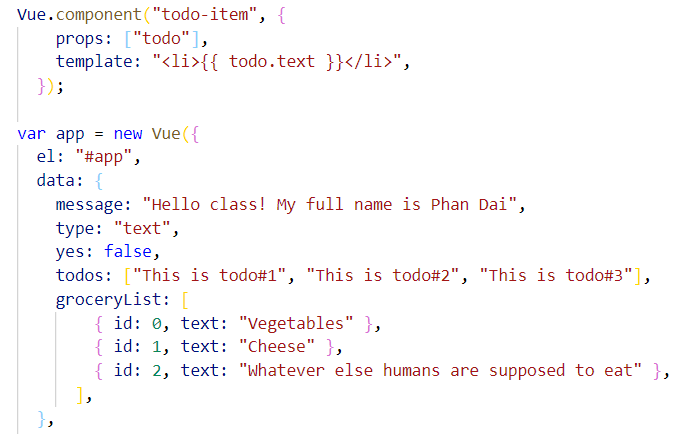 Vue.component("todo-item", {
    props: ["todo"],
    template: "<li>{{ todo.text }}</li>",
  });

var app = new Vue({
  el: "#app",
  data: {
    message: "Hello class! My full name is Phan Dai",
    type: "text",
    yes: false,
    todos: ["This is todo#1", "This is todo#2", "This is todo#3"],
    groceryList: [
        { id: 0, text: "Vegetables" },
        { id: 1, text: "Cheese" },
        { id: 2, text: "Whatever else humans are supposed to eat" },
      ],
  },